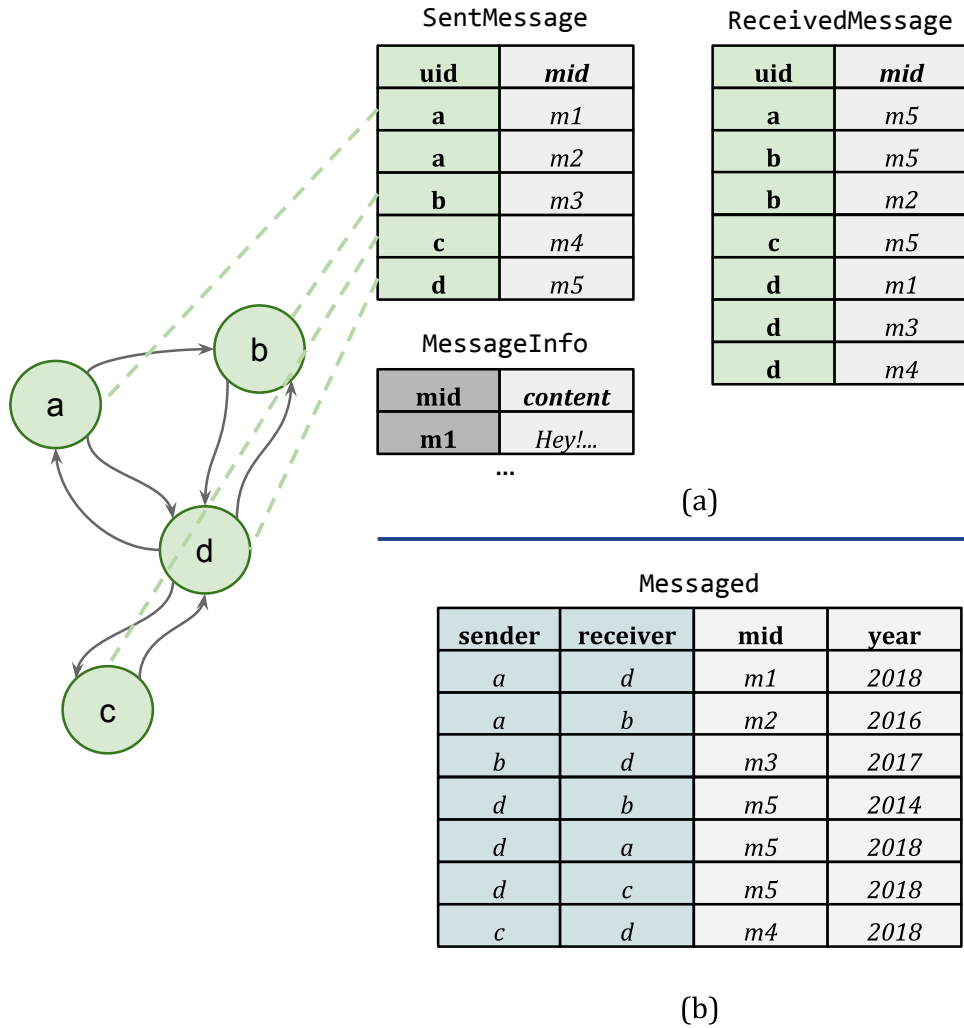 SentMessage
uid mid
a m1
a m2
b m3
c m4
d m5
ReceivedMessage
uid mid
a m5
b m5
b m2
c m5
d m1
d m3
d m4
MessageInfo
mid content
m1 Hey!...
...
(a)
a
b
d
c
Messaged
sender receiver mid year
a d m1 2018
a b m2 2016
b d m3 2017
d b m5 2014
d a m5 2018
d c m5 2018
c d m4 2018
(b)